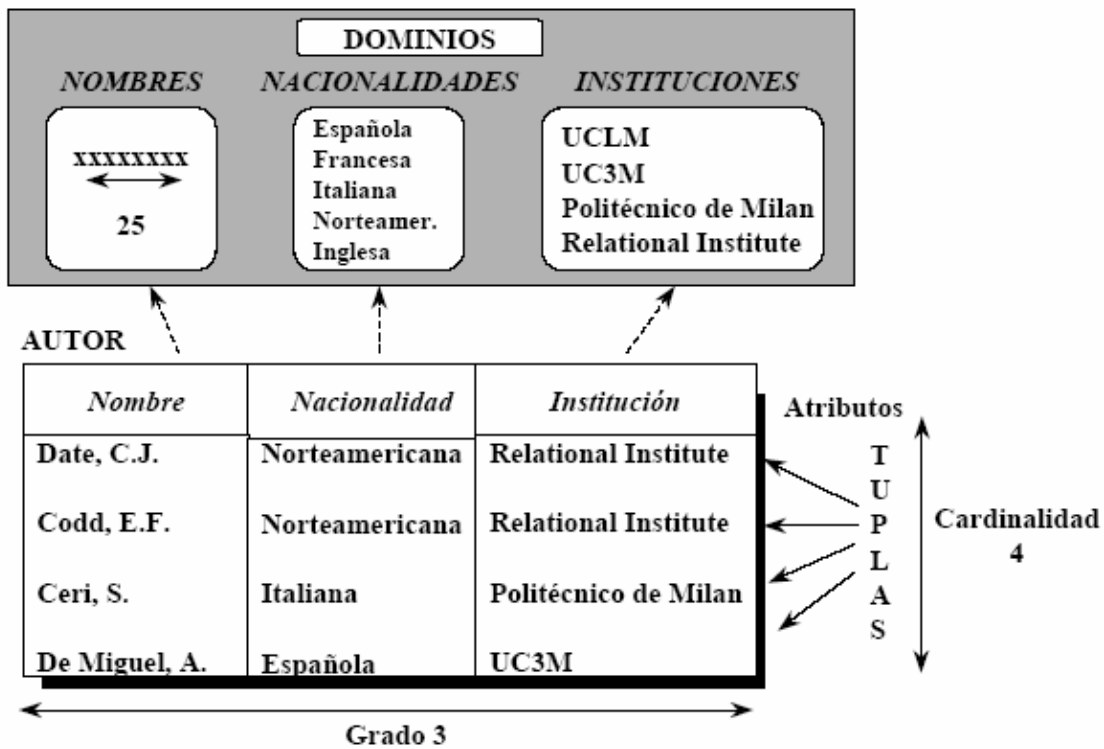 DOMINIOS
NOMBRES NACIONALIDADES INSTITUCIONES
xxxxxxxx
25
Española
Francesa
Italiana
Norteamer.
Inglesa
UCLM
UC3M
Politécnico de Milan
Relational Institute
AUTOR
Nombre Nacionalidad Institución
Atributos
Date, C.J. Norteamericana Relational Institute
Codd, E.F. Norteamericana Relational Institute
Ceri, S. Italiana Politécnico de Milan
De Miguel, A. Española UC3M
T
U
P
L
A
S
Cardinalidad
4
Grado 3